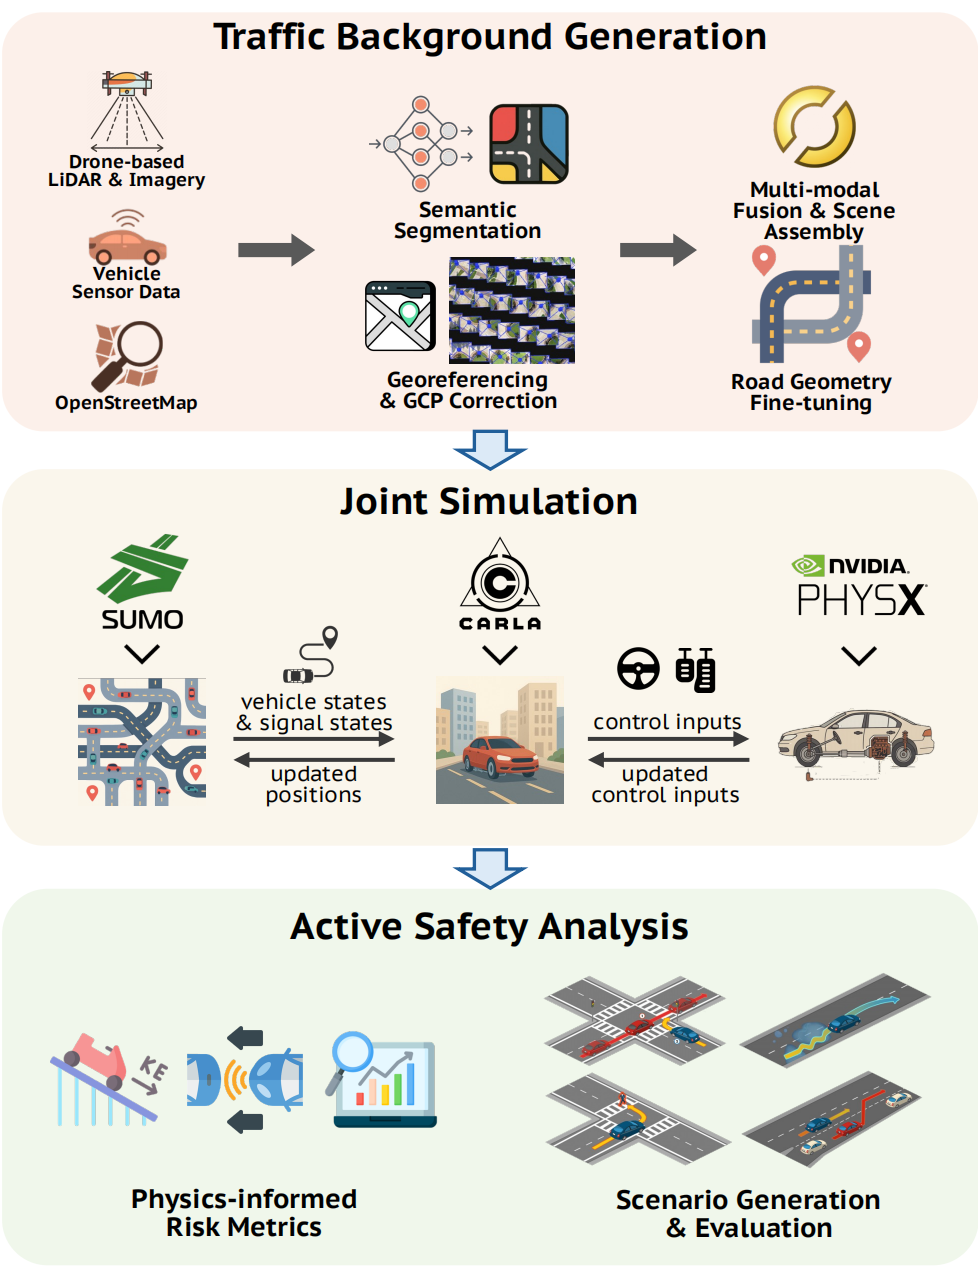 Traffic Background Generation
Drone-based
LiDAR & Imagery
Vehicle
Sensor Data
OpenStreetMap
Semantic
Segmentation
Georeferencing
& GCP Correction
Multi-modal
Fusion & Scene
Assembly
Road Geometry
Fine-tuning
Joint Simulation
SUMO
vehicle states
& signal states
updated
positions
CARLA
control inputs
updated
control inputs
NVIDIA.
PHYSX
Active Safety Analysis
KE
Physics-informed
Risk Metrics
Scenario Generation
& Evaluation